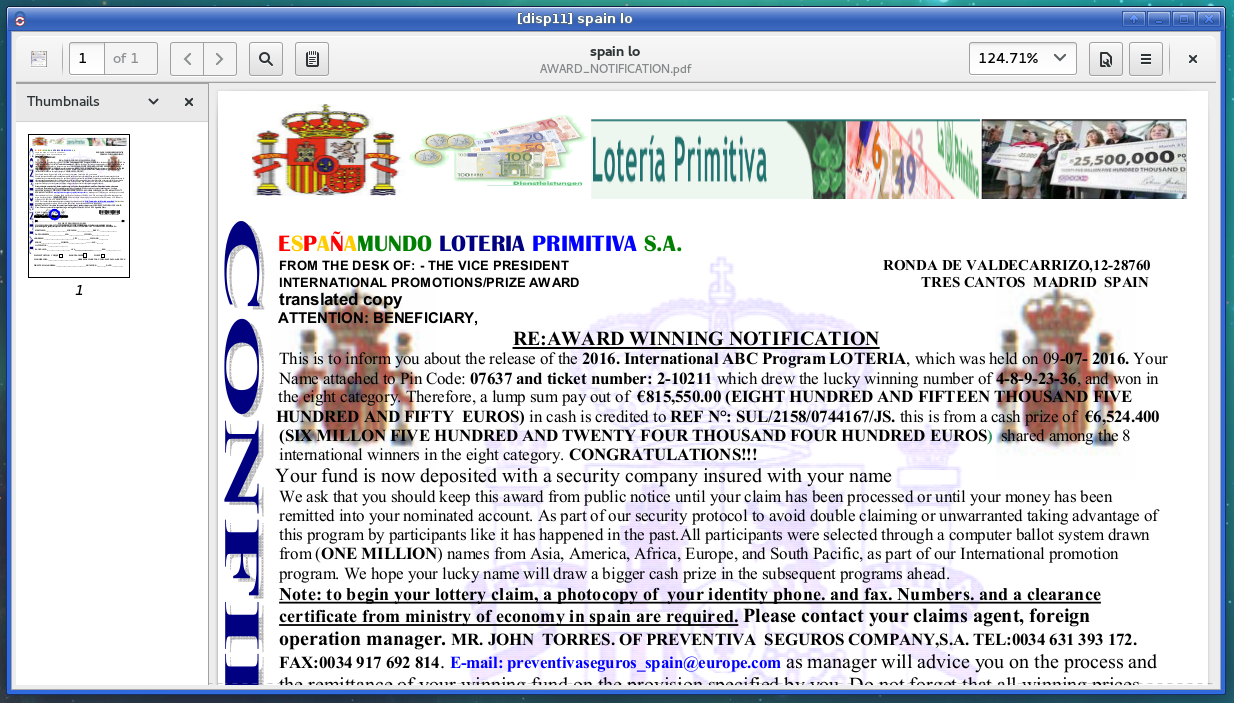 [disp11] spain lo
1
of 1
spain lo
AWARD_NOTIFICATION.pdf
124.71%
Thumbnails
1
Dienstleistungen
Lotería Primitiva
$25,500,000
FIVE HUNDRED THOUSAND D
CONFI
ESPAÑAMUNDO LOTERIA PRIMITIVA S.A.
FROM THE DESK OF: - THE VICE PRESIDENT
RONDA DE VALDECARRIZO,12-28760
INTERNATIONAL PROMOTIONS/PRIZE AWARD
TRES CANTOS MADRID SPAIN
translated copy
ATTENTION: BENEFICIARY,
RE:AWARD WINNING NOTIFICATION
This is to inform you about the release of the 2016. International ABC Program LOTERIA, which was held on 09-07- 2016. Your
Name attached to Pin Code: 07637 and ticket number: 2-10211 which drew the lucky winning number of 4-8-9-23-36, and won in
the eight category. Therefore, a lump sum pay out of €815,550.00 (EIGHT HUNDRED AND FIFTEEN THOUSAND FIVE
HUNDRED AND FIFTY EUROS) in cash is credited to REF N°: SUL/2158/0744167/JS. this is from a cash prize of €6,524.400
(SIX MILLON FIVE HUNDRED AND TWENTY FOUR THOUSAND FOUR HUNDRED EUROS) shared among the 8
international winners in the eight category. CONGRATULATIONS!!!
Your fund is now deposited with a security company insured with your name
We ask that you should keep this award from public notice until your claim has been processed or until your money has been
remitted into your nominated account. As part of our security protocol to avoid double claiming or unwarranted taking advantage of
this program by participants like it has happened in the past.All participants were selected through a computer ballot system drawn
from (ONE MILLION) names from Asia, America, Africa, Europe, and South Pacific, as part of our International promotion
program. We hope your lucky name will draw a bigger cash prize in the subsequent programs ahead.
Note: to begin your lottery claim, a photocopy of your identity phone. and fax. Numbers. and a clearance
certificate from ministry of economy in spain are required. Please contact your claims agent, foreign
operation manager. MR. JOHN TORRES. OF PREVENTIVA SEGUROS COMPANY,S.A. TEL:0034 631 393 172.
FAX:0034 917 692 814. E-mail: preventivaseguros_spain@europe.com as manager will advice you on the process and
the remittance of your winning fund on the provision specified by you. Do not forget that all winning prices